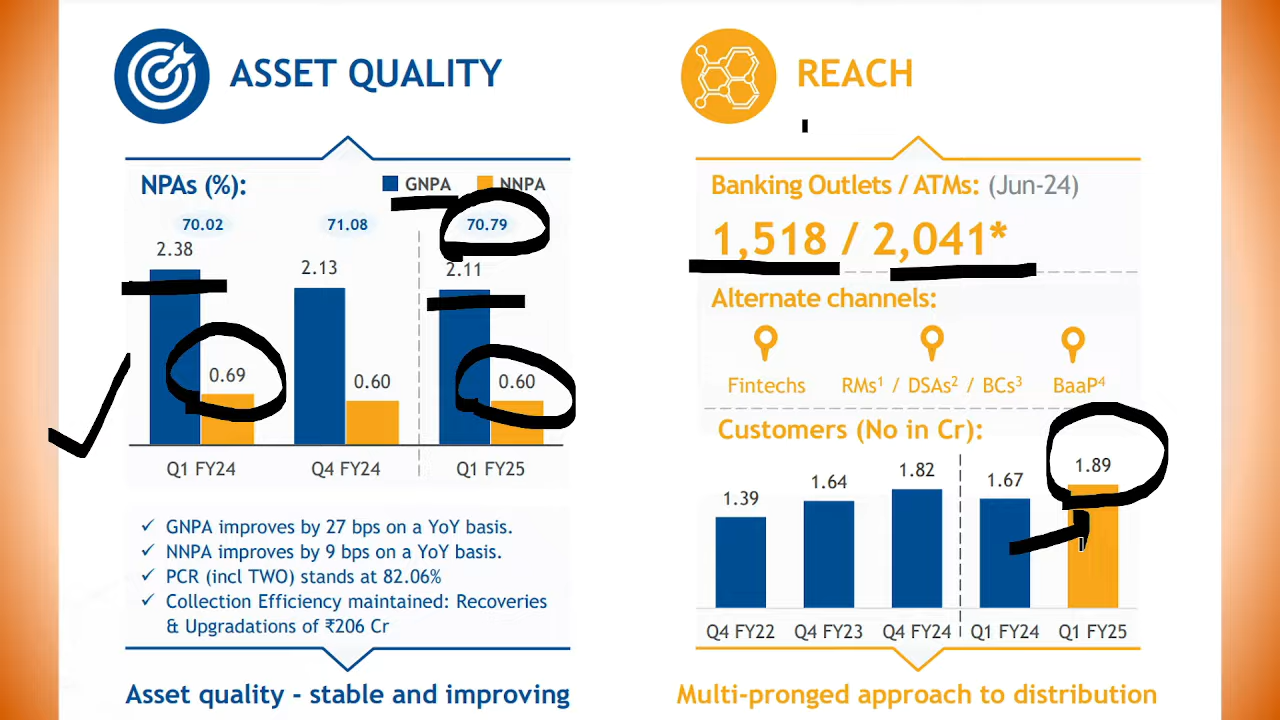 ASSET QUALITY
NPAs (%):
GNPA NNPA
70.02 71.08 70.79
2.38 2.13 2.11
0.69 0.60 0.60
Q1 FY24 Q4 FY24 Q1 FY25
✓ GNPA improves by 27 bps on a YoY basis.
✓ NNPA improves by 9 bps on a YoY basis.
✓ PCR (incl TWO) stands at 82.06%
✓ Collection Efficiency maintained: Recoveries
& Upgradations of ₹206 Cr
Asset quality - stable and improving
REACH
Banking Outlets / ATMs: (Jun-24)
1,518 / 2,041*
Alternate channels:
Fintechs RMs¹ / DSAs² / BCs³ BaaP⁴
Customers (No in Cr):
1.39 1.64 1.82 1.67 1.89
Q4 FY22 Q4 FY23 Q4 FY24 Q1 FY24 Q1 FY25
Multi-pronged approach to distribution